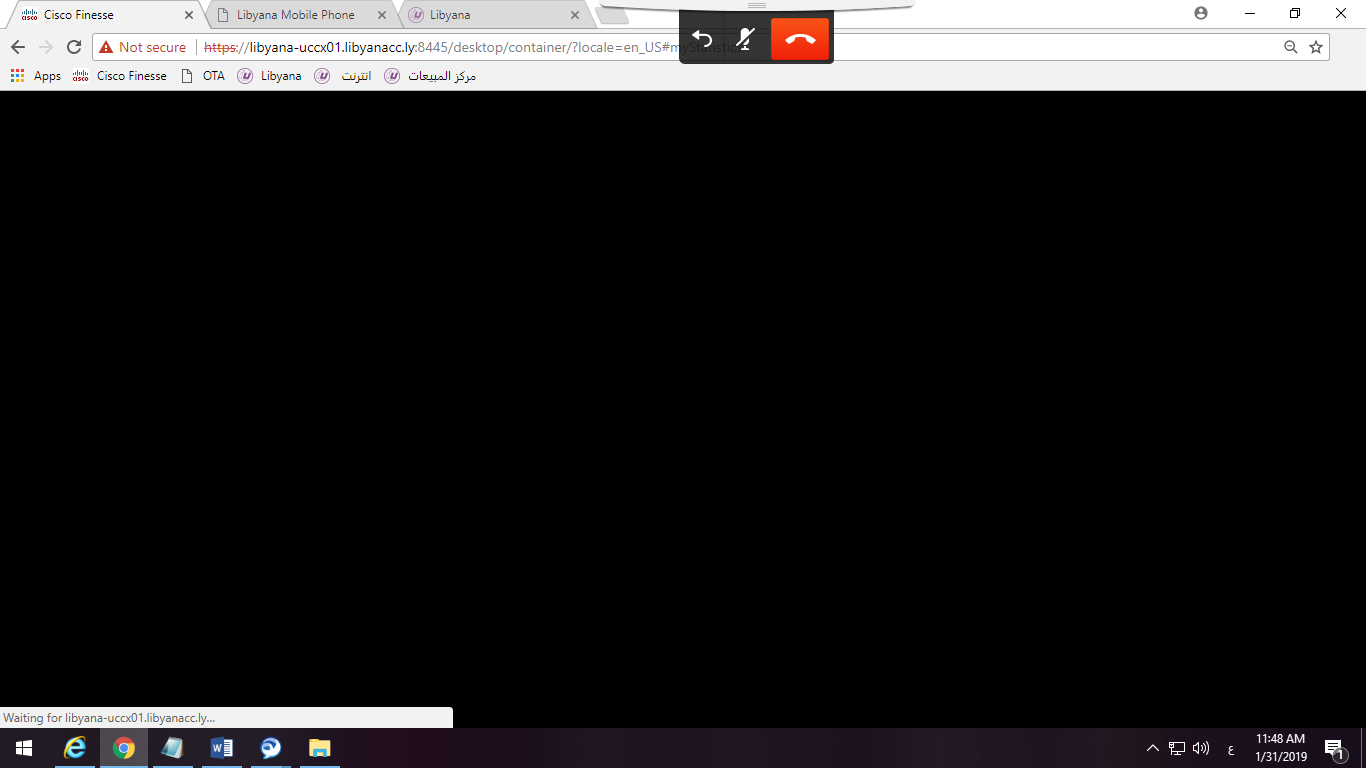 Cisco Finesse
Libyana Mobile Phone
Libyana
Not secure
https://libyana-uccx01.libyanacc.ly:8445/desktop/container/?locale=en_US#myStatistics
Apps
cisco
Cisco Finesse
OTA
Libyana
انترنت
مركز المبيعات
Waiting for libyana-uccx01.libyanacc.ly...
ع
11:48 AM
1/31/2019
1